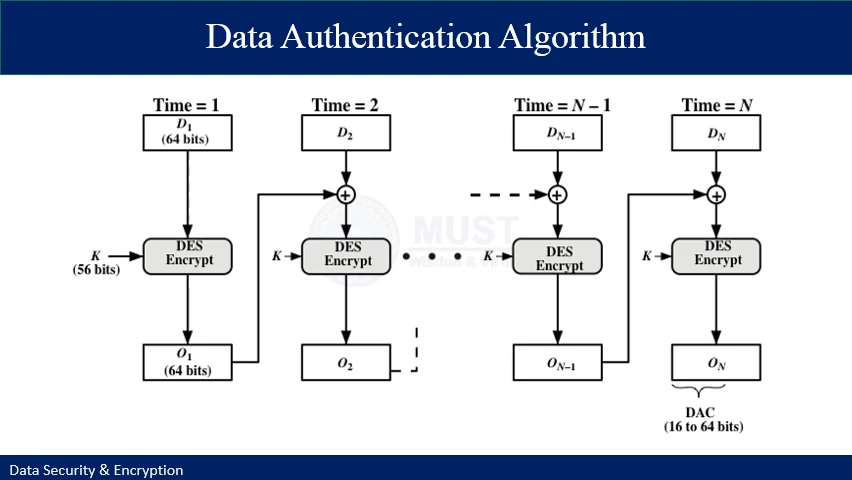 Data Authentication Algorithm
Time = 1
Time = 2
Time = N – 1
Time = N
D1
(64 bits)
D2
DN–1
DN
+
+
+
DES
Encrypt
DES
Encrypt
DES
Encrypt
DES
Encrypt
K
(56 bits)
K
K
K
MUST
O1
(64 bits)
O2
ON–1
ON
DAC
(16 to 64 bits)
Data Security & Encryption